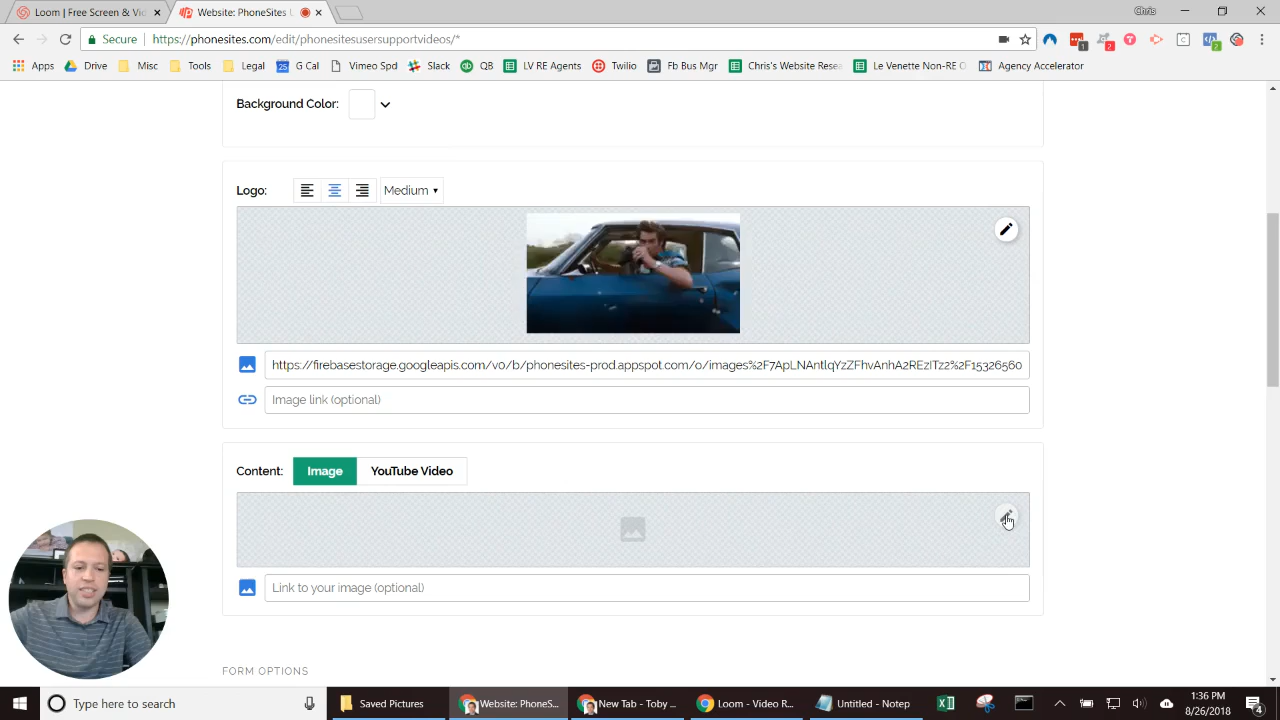 Loom | Free Screen & Vid
Website: PhoneSites U
Chris
Secure
https://phonesites.com/edit/phonesitesusersupportvideos/*
Apps
Drive
Misc
Tools
Legal
G Cal
Vimeo Spd
Slack
QB
LV RE Agents
Twilio
Fb Bus Mgr
Chris's Website Resea
Le Venette Non-RE O
Agency Accelerator
Background Color:
Logo:
Medium
https://firebasestorage.googleapis.com/v0/b/phonesites-prod.appspot.com/o/images%2F7ApLNAntlqYzZFhvAnhA2REzITz2%2F15326560
Image link (optional)
Content:
Image
YouTube Video
Link to your image (optional)
FORM OPTIONS
Type here to search
Saved Pictures
Website: PhoneS...
New Tab - Toby ...
Loom - Video R...
Untitled - Notep
1:36 PM
8/26/2018